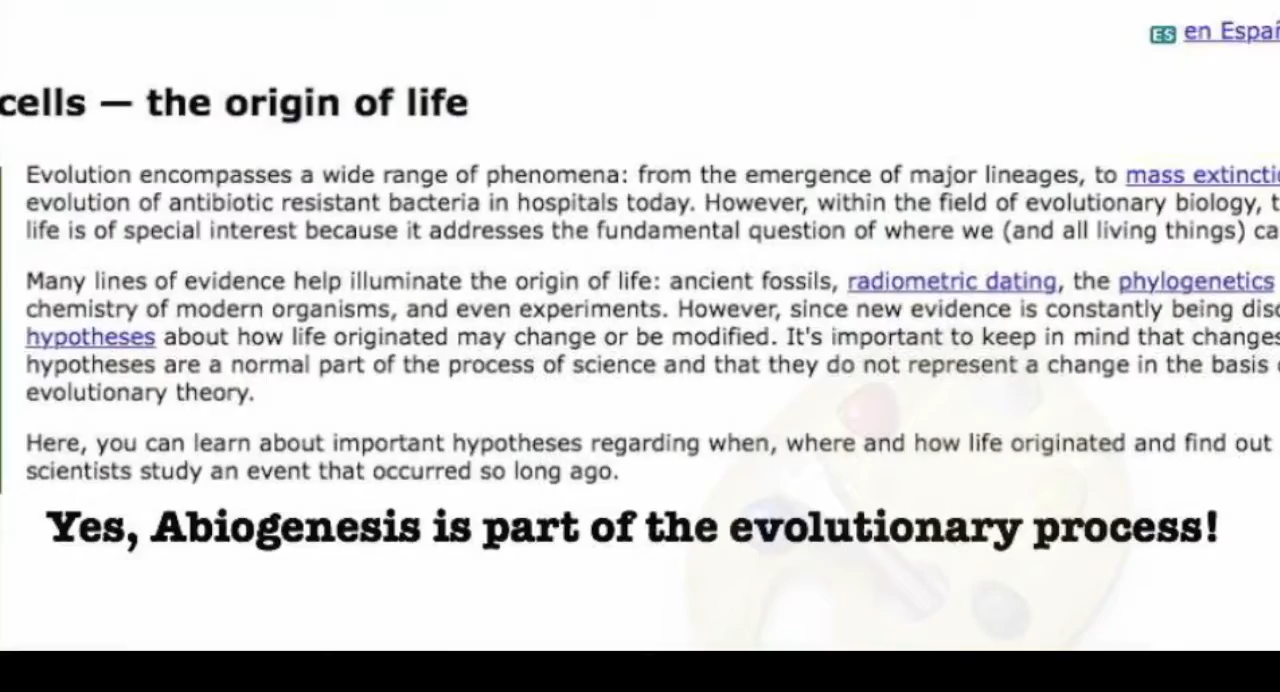 ES en Españ
cells — the origin of life
Evolution encompasses a wide range of phenomena: from the emergence of major lineages, to mass extinctio
evolution of antibiotic resistant bacteria in hospitals today. However, within the field of evolutionary biology, t
life is of special interest because it addresses the fundamental question of where we (and all living things) ca
Many lines of evidence help illuminate the origin of life: ancient fossils, radiometric dating, the phylogenetics
chemistry of modern organisms, and even experiments. However, since new evidence is constantly being disc
hypotheses about how life originated may change or be modified. It's important to keep in mind that changes
hypotheses are a normal part of the process of science and that they do not represent a change in the basis
evolutionary theory.
Here, you can learn about important hypotheses regarding when, where and how life originated and find out
scientists study an event that occurred so long ago.
Yes, Abiogenesis is part of the evolutionary process!